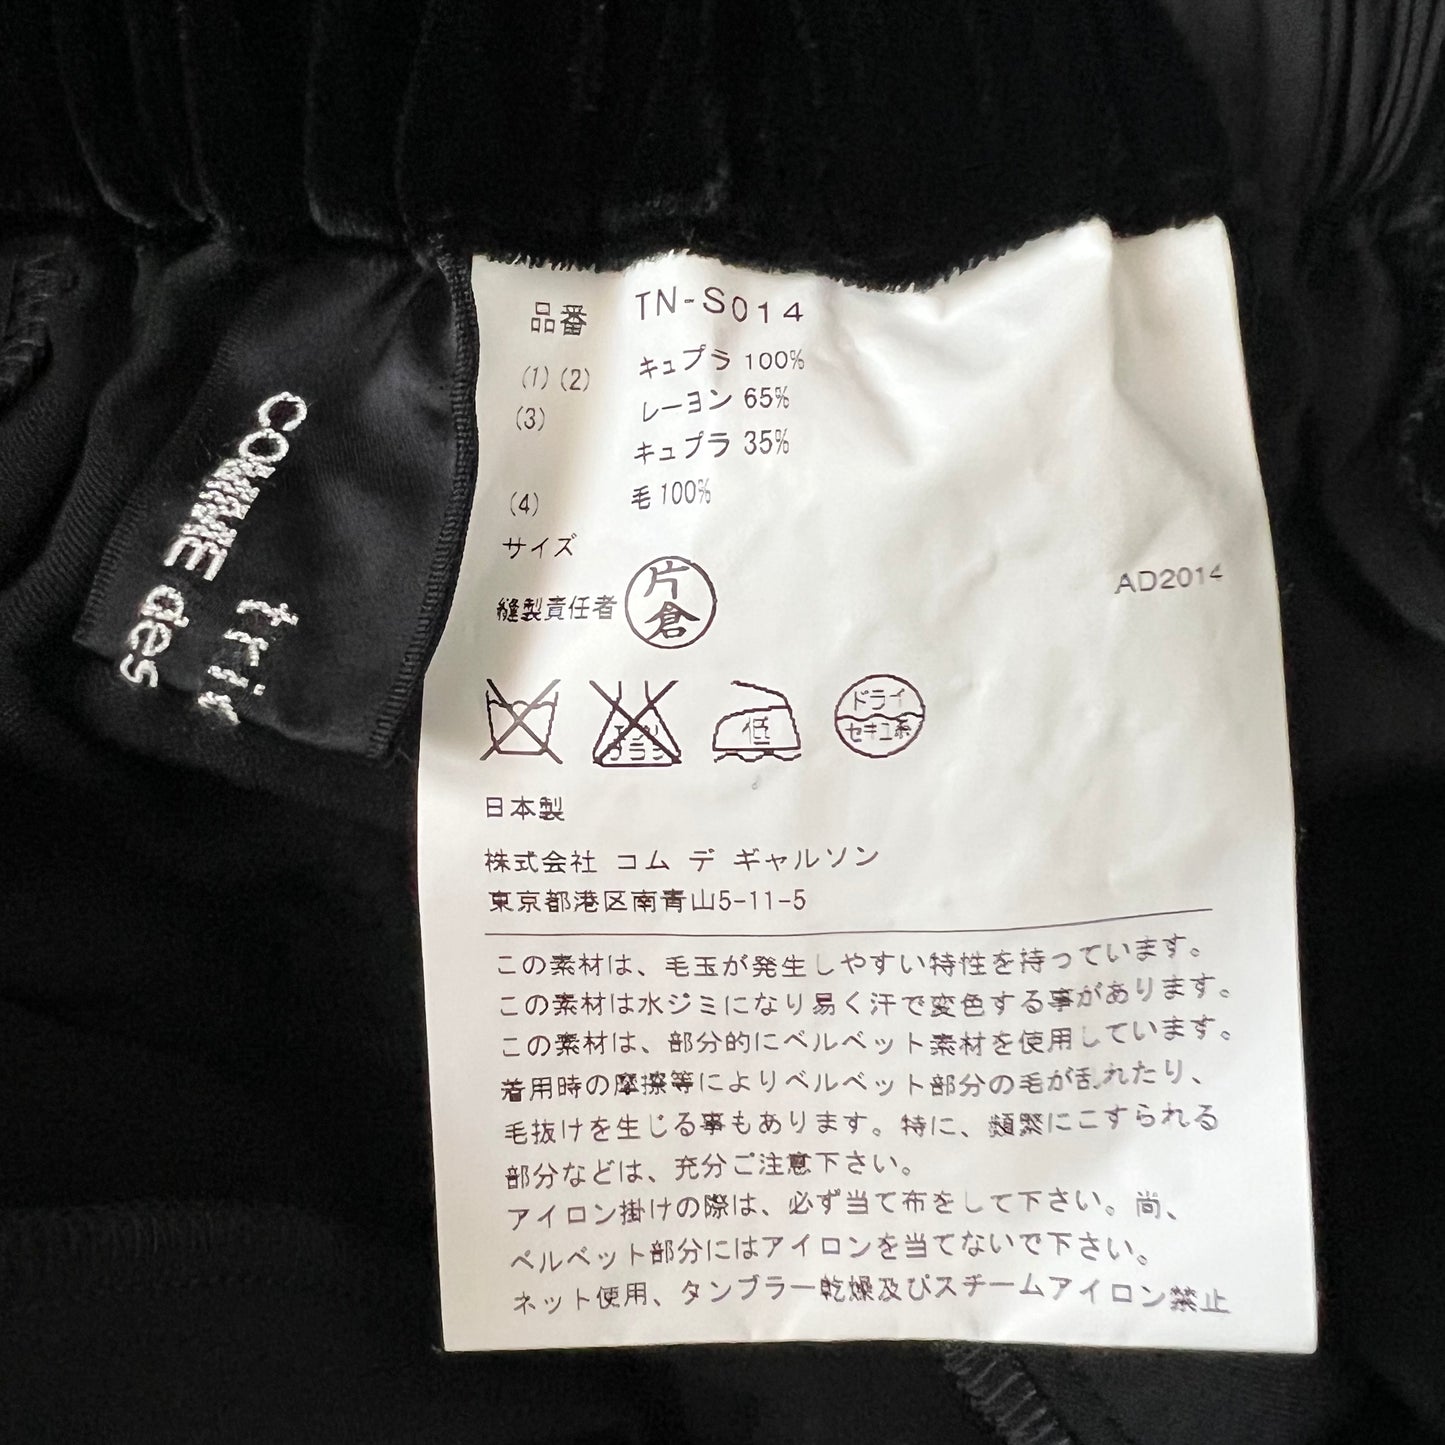 品番 TN-S014
(1)(2) キュプラ 100%
(3) レーヨン 65%
キュプラ 35%
(4) 毛 100%
サイズ
縫製責任者 片倉
AD2014
エンソ サラシ
低
ドライ
セキユ系
日本製
株式会社 コム デ ギャルソン
東京都港区南青山5-11-5
この素材は、毛玉が発生しやすい特性を持っています。
この素材は水ジミになり易く汗で変色する事があります。
この素材は、部分的にベルベット素材を使用しています。
着用時の摩擦等によりベルベット部分の毛が乱れたり、
毛抜けを生じる事もあります。特に、頻繁にこすられる
部分などは、充分ご注意下さい。
アイロン掛けの際は、必ず当て布をして下さい。尚、
ベルベット部分にはアイロンを当てないで下さい。
ネット使用、タンブラー乾燥及びスチームアイロン禁止
tric
COMME des